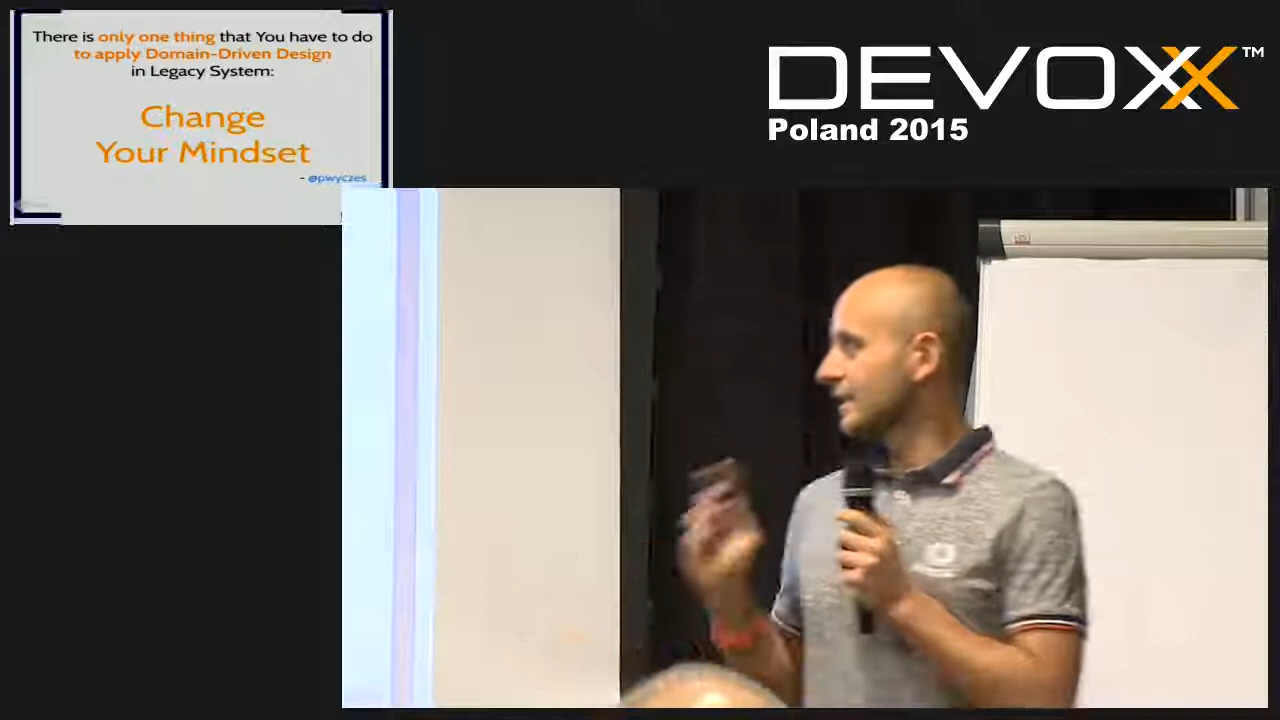 There is only one thing that You have to do
to apply Domain-Driven Design
in Legacy System:
Change
Your Mindset
- @pwyczes
DEVOXX™
Poland 2015